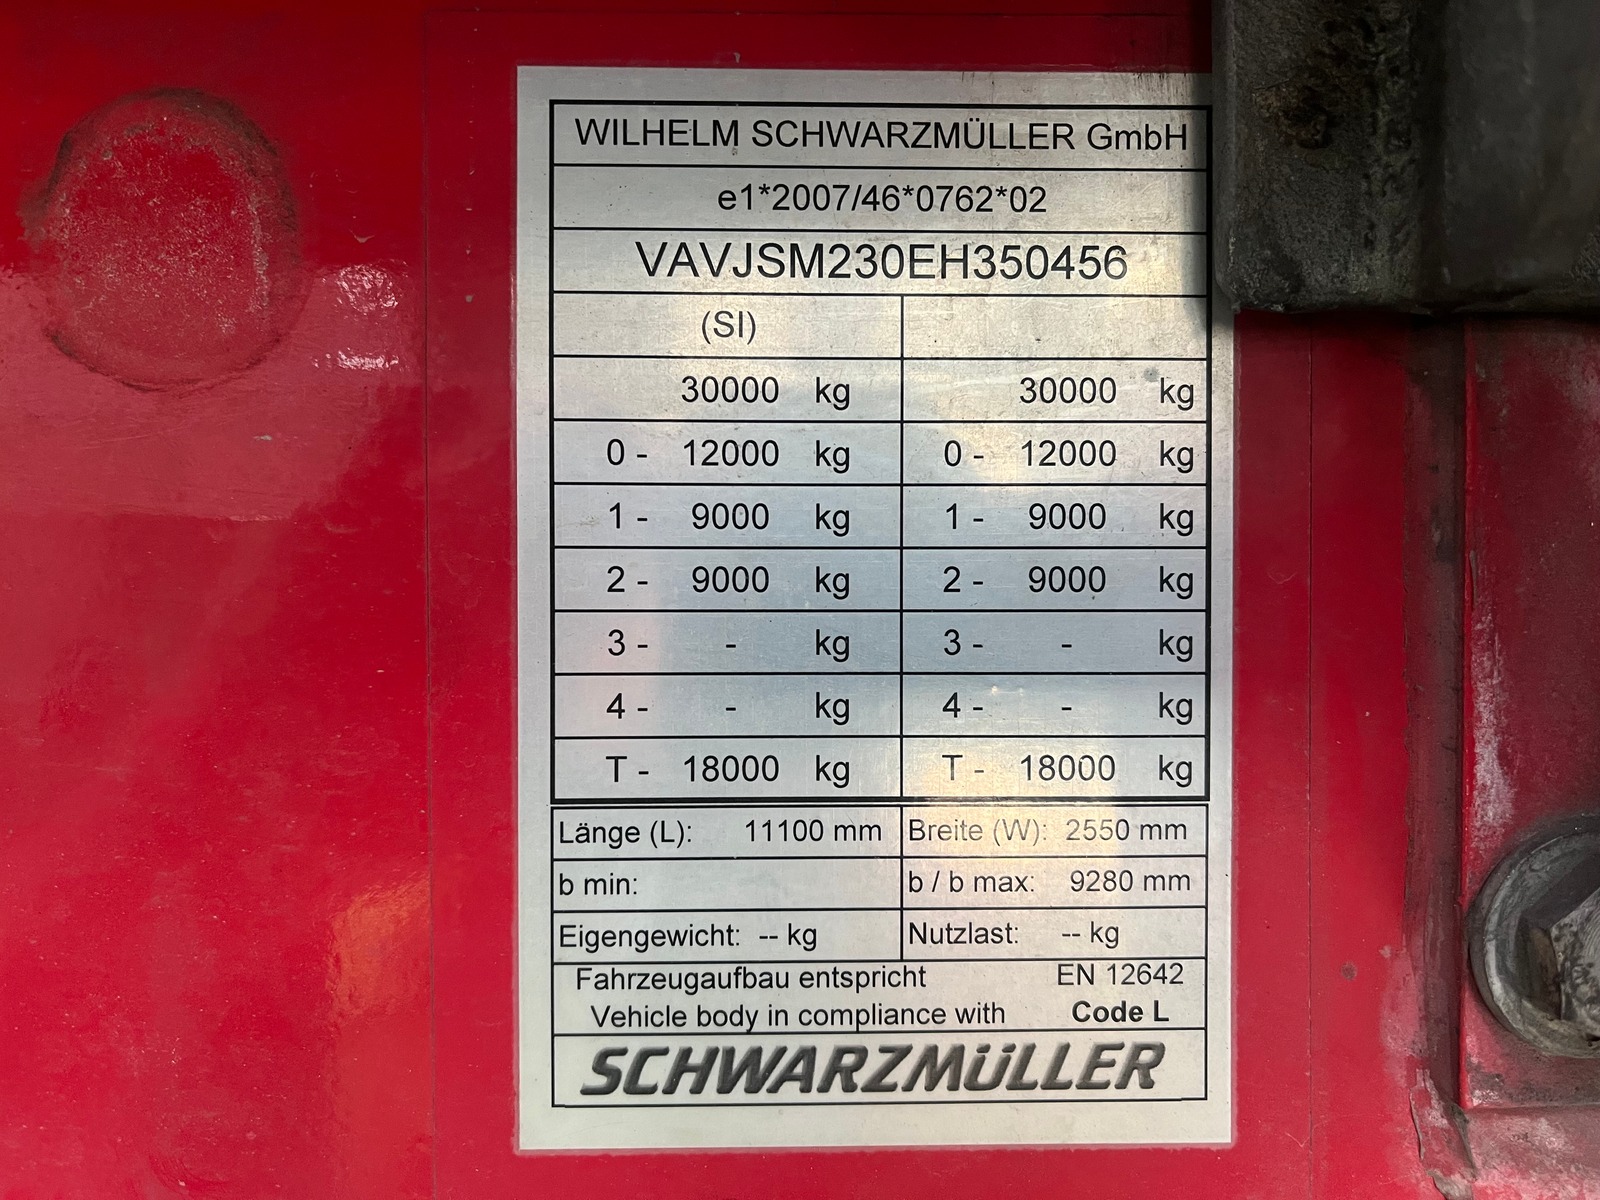 WILHELM SCHWARZMÜLLER GmbH
e1*2007/46*0762*02
VAVJSM230EH350456
(SI)
30000 kg 30000 kg
0 - 12000 kg 0 - 12000 kg
1 - 9000 kg 1 - 9000 kg
2 - 9000 kg 2 - 9000 kg
3 - - kg 3 - - kg
4 - - kg 4 - - kg
T - 18000 kg T - 18000 kg
Länge (L): 11100 mm Breite (W): 2550 mm
b min: b / b max: 9280 mm
Eigengewicht: -- kg Nutzlast: -- kg
Fahrzeugaufbau entspricht EN 12642
Vehicle body in compliance with Code L
SCHWARZMÜLLER